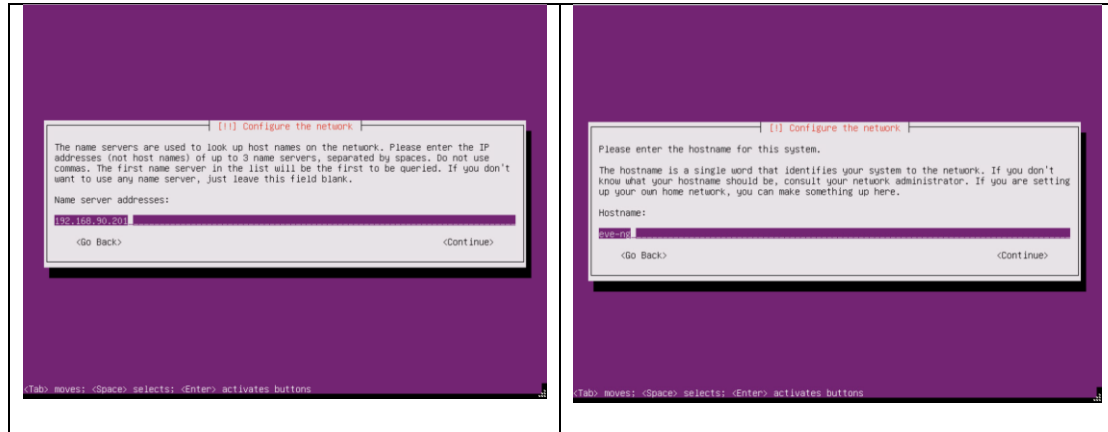 [!!] Configure the network
The name servers are used to look up host names on the network. Please enter the IP
addresses (not host names) of up to 3 name servers, separated by spaces. Do not use
commas. The first name server in the list will be the first to be queried. If you don't
want to use any name server, just leave this field blank.
Name server addresses:
192.168.90.201
<Go Back> <Continue>
<Tab> moves; <Space> selects; <Enter> activates buttons
[!] Configure the network
Please enter the hostname for this system.
The hostname is a single word that identifies your system to the network. If you don't
know what your hostname should be, consult your network administrator. If you are setting
up your own home network, you can make something up here.
Hostname:
eve-ng
<Go Back> <Continue>
<Tab> moves; <Space> selects; <Enter> activates buttons